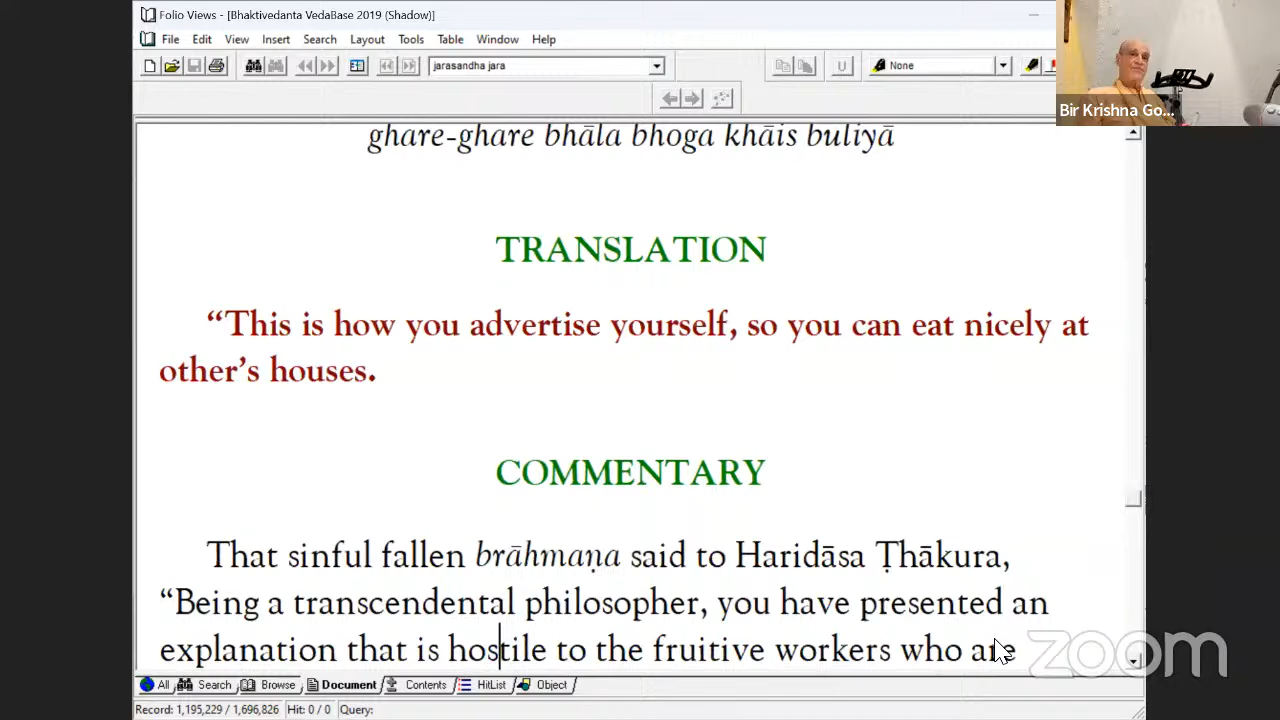 Folio Views - [Bhaktivedanta VedaBase 2019 (Shadow)]
File Edit View Insert Search Layout Tools Table Window Help
jarasandha jara
U
None
Bir Krishna Go...
ghare-ghare bhāla bhoga khāis buliyā
TRANSLATION
“This is how you advertise yourself, so you can eat nicely at
other’s houses.
COMMENTARY
That sinful fallen brāhmaṇa said to Haridāsa Ṭhākura,
“Being a transcendental philosopher, you have presented an
explanation that is hostile to the fruitive workers who are
zoom
All Search Browse Document Contents HitList Object
Record: 1,195,229 / 1,696,826 Hit: 0 / 0 Query: